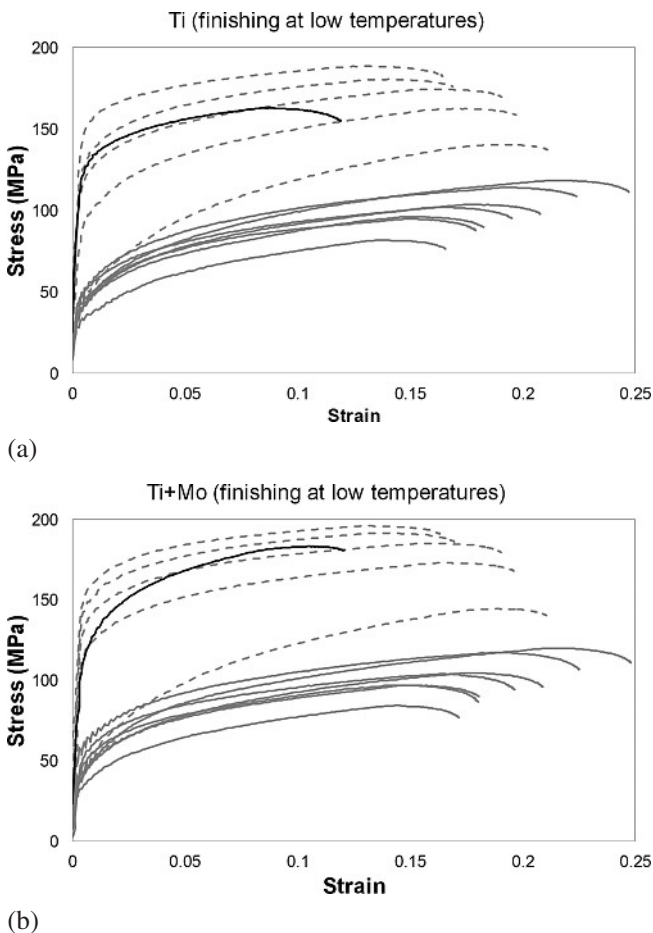 Ti (finishing at low temperatures)
200
150
100
50
0
Stress (MPa)
0 0.05 0.1 0.15 0.2 0.25
Strain
(a)
Ti+Mo (finishing at low temperatures)
200
150
100
50
0
Stress (MPa)
0 0.05 0.1 0.15 0.2 0.25
Strain
(b)